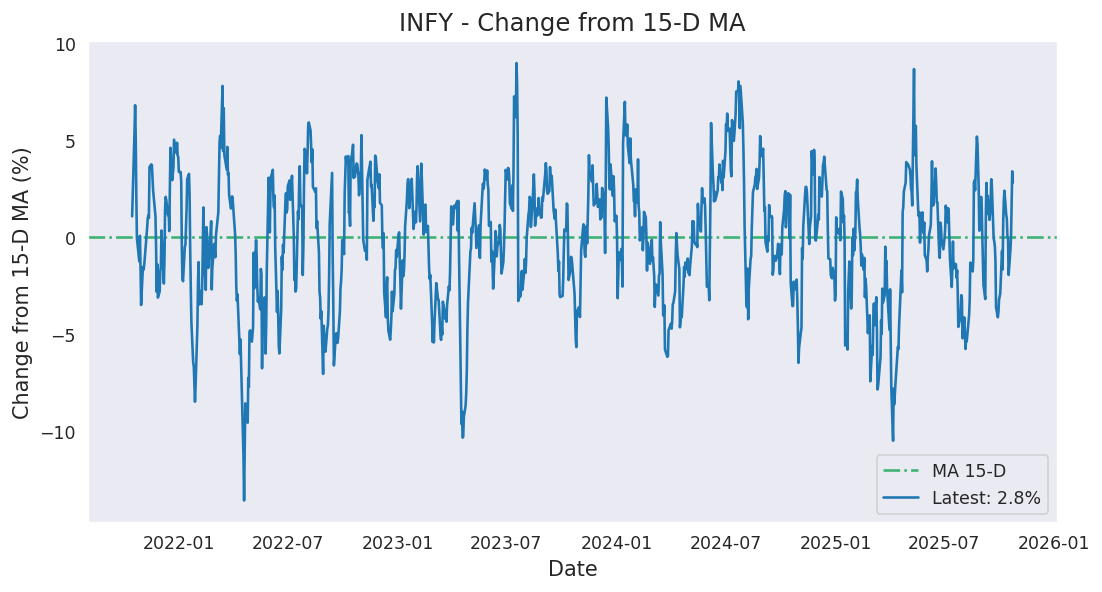 INFY - Change from 15-D MA
Change from 15-D MA (%)
10
5
0
−5
−10
MA 15-D
Latest: 2.8%
2022-01 2022-07 2023-01 2023-07 2024-01 2024-07 2025-01 2025-07 2026-01
Date